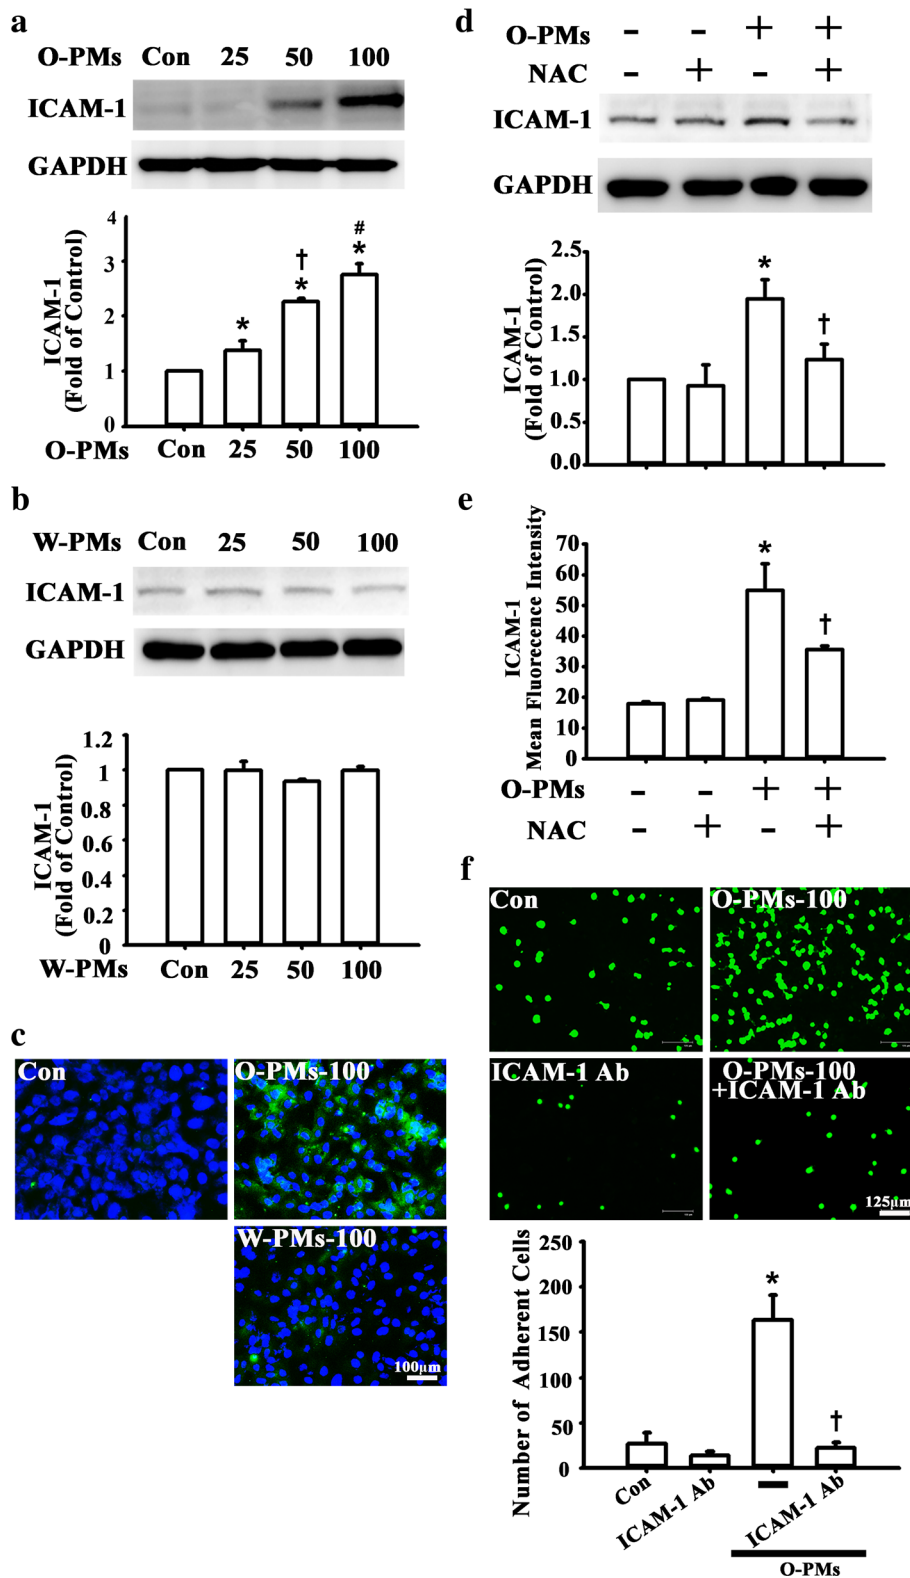 a
O-PMs Con 25 50 100
ICAM-1
GAPDH
ICAM-1
(Fold of Control)
4
3
2
1
0
*
†
*
#
*
O-PMs Con 25 50 100
b
W-PMs Con 25 50 100
ICAM-1
GAPDH
ICAM-1
(Fold of Control)
1.2
1
0.8
0.6
0.4
0.2
0
W-PMs Con 25 50 100
c
Con
O-PMs-100
W-PMs-100
100μm
d
O-PMs - - + +
NAC - + - +
ICAM-1
GAPDH
ICAM-1
(Fold of Control)
2.5
2.0
1.5
1.0
0.5
0.0
*
†
e
ICAM-1
Mean Fluorecence Intensity
70
60
50
40
30
20
10
0
*
†
O-PMs - - + +
NAC - + - +
f
Con
O-PMs-100
ICAM-1 Ab
O-PMs-100
+ICAM-1 Ab
125μm
Number of Adherent Cells
250
200
150
100
50
0
*
†
Con
ICAM-1 Ab
-
ICAM-1 Ab
O-PMs